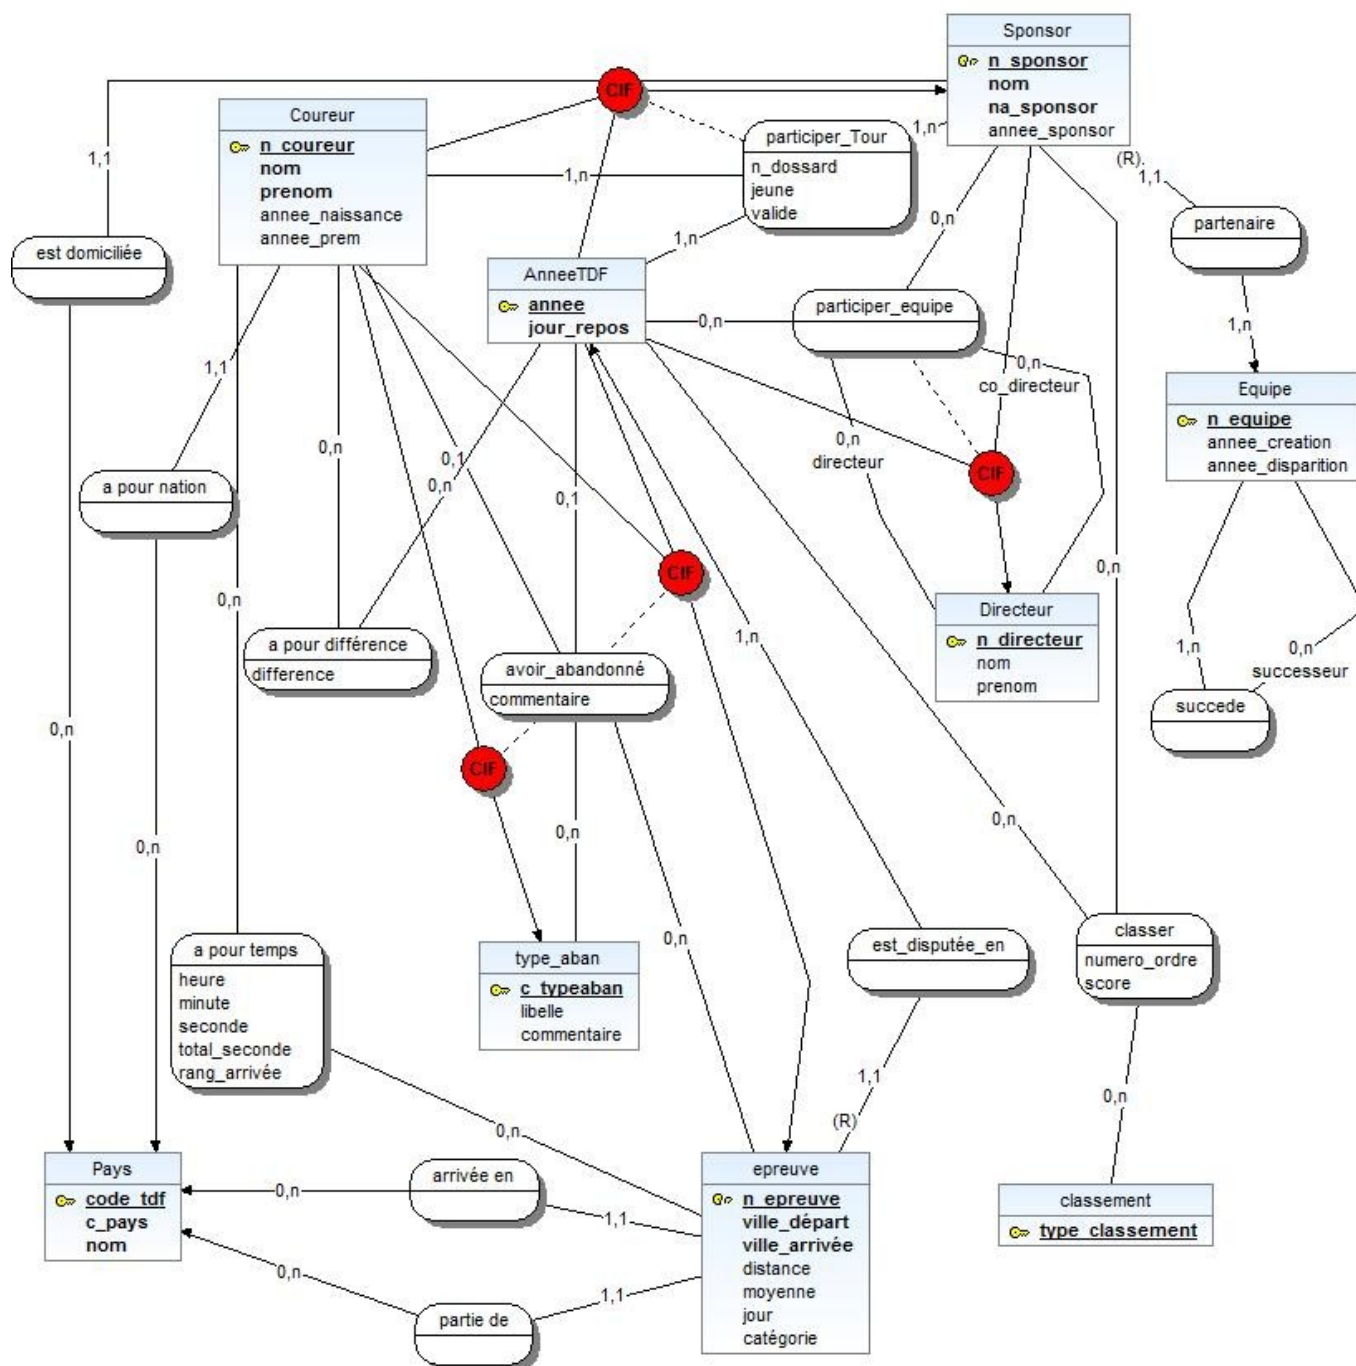 Sponsor
n_sponsor
nom
na_sponsor
annee_sponsor
CIF
Coureur
n_coureur
nom
prenom
annee_naissance
annee_prem
participer_Tour
n_dossard
jeune
valide
1,n
1,1
1,n
(R)
1,1
partenaire
est domiciliée
0,n
1,n
AnneeTDF
annee
jour_repos
participer_equipe
0,n
1,n
0,n
co_directeur
Equipe
n_equipe
annee_creation
annee_disparition
1,1
0,n
0,n
directeur
0,1
0,n
0,1
CIF
a pour nation
CIF
0,n
0,n
Directeur
n_directeur
nom
prenom
a pour différence
difference
avoir_abandonné
commentaire
1,n
1,n
0,n
successeur
succede
0,n
CIF
0,n
0,n
0,n
0,n
a pour temps
heure
minute
seconde
total_seconde
rang_arrivée
type_aban
c_typeaban
libelle
commentaire
0,n
est_disputée_en
classer
numero_ordre
score
1,1
0,n
(R)
0,n
Pays
code_tdf
c_pays
nom
arrivée en
0,n
1,1
epreuve
n_epreuve
ville_départ
ville_arrivée
distance
moyenne
jour
catégorie
classement
type_classement
0,n
1,1
partie de